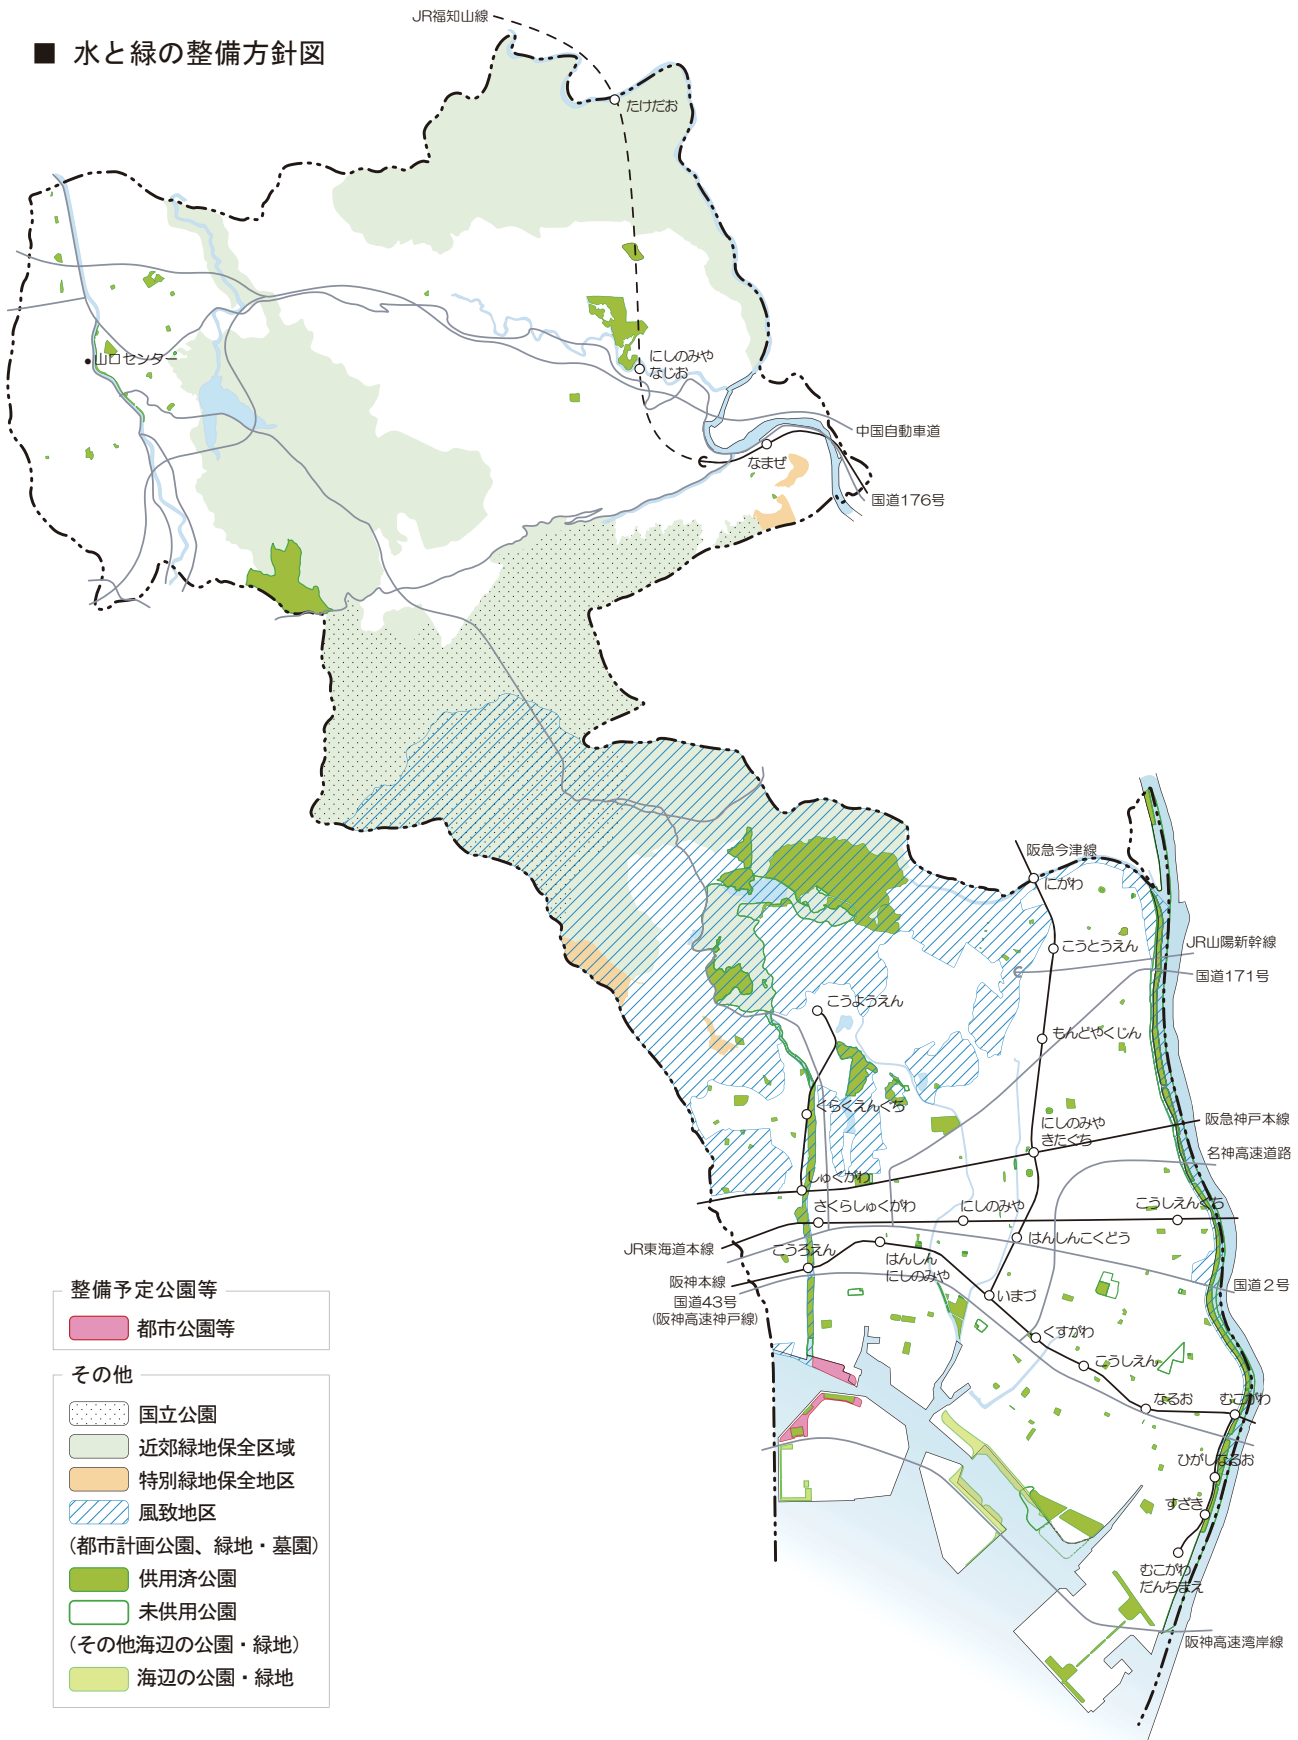 JR福知山線
■ 水と緑の整備方針図
たけだお
山口センター
にしのみや
なじお
中国自動車道
なまぜ
国道176号
阪急今津線
にがわ
こうとうえん
JR山陽新幹線
国道171号
こうようえん
もんどやくじん
くらくえんぐち
にしのみや
きたぐち
阪急神戸本線
名神高速道路
しゅくがわ
さくらしゅくがわ
にしのみや
こうしえんぐち
JR東海道本線
こうろえん
はんしん
にしのみや
はんしんこくどう
阪神本線
国道43号
(阪神高速神戸線)
いまづ
国道2号
くすがわ
こうしえん
なるお
むこがわ
ひがしなるお
すざき
むこがわ
だんちまえ
阪神高速湾岸線
整備予定公園等
都市公園等
その他
国立公園
近郊緑地保全区域
特別緑地保全地区
風致地区
(都市計画公園、緑地・墓園)
供用済公園
未供用公園
(その他海辺の公園・緑地)
海辺の公園・緑地